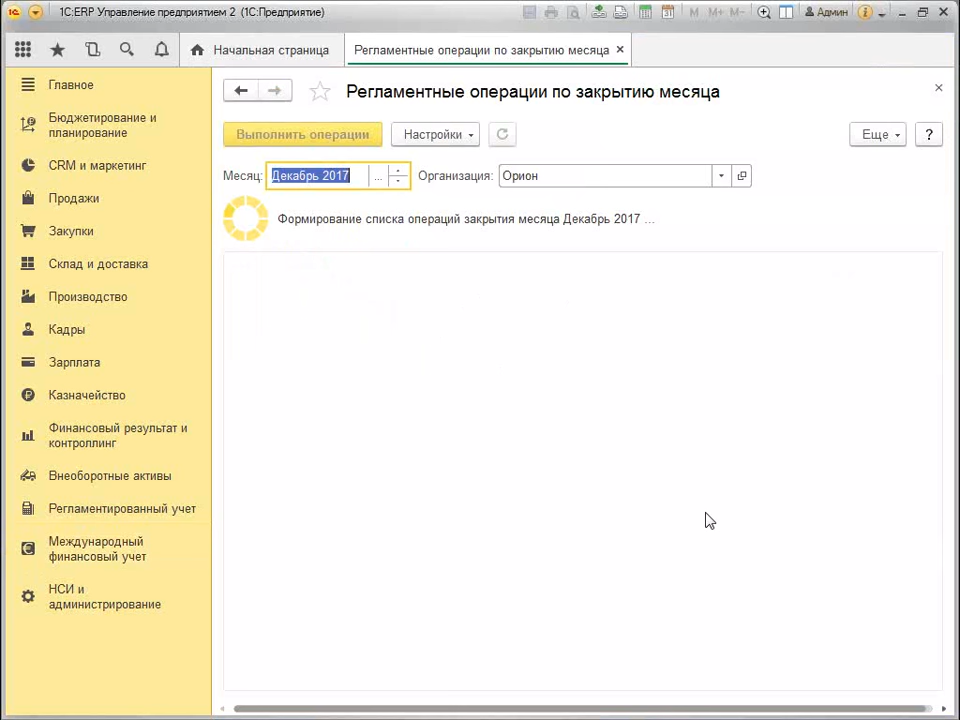 1С:ERP Управление предприятием 2 (1С:Предприятие)
M M+ M−
Админ
Начальная страница
Регламентные операции по закрытию месяца
Главное
Бюджетирование и
планирование
CRM и маркетинг
Продажи
Закупки
Склад и доставка
Производство
Кадры
Зарплата
Казначейство
Финансовый результат и
контроллинг
Внеоборотные активы
Регламентированный учет
Международный
финансовый учет
НСИ и
администрирование
Регламентные операции по закрытию месяца
Выполнить операции
Настройки
Еще
?
Месяц: Декабрь 2017 ... Организация: Орион
Формирование списка операций закрытия месяца Декабрь 2017 ...